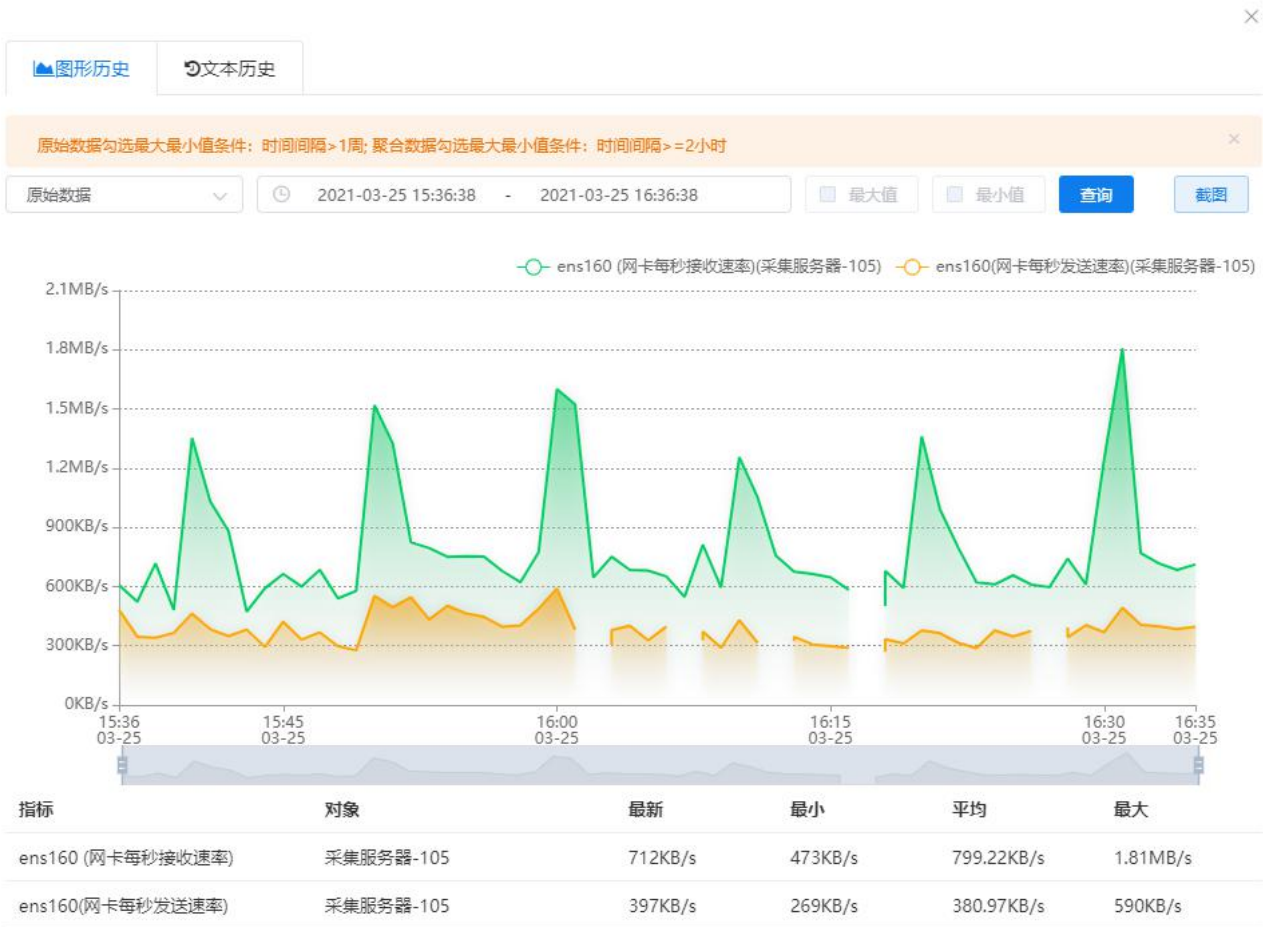 图形历史 文本历史
原始数据勾选最大最小值条件：时间间隔>1周; 聚合数据勾选最大最小值条件：时间间隔>=2小时
原始数据 2021-03-25 15:36:38 - 2021-03-25 16:36:38 最大值 最小值 查询 截图
ens160 (网卡每秒接收速率)(采集服务器-105) ens160(网卡每秒发送速率)(采集服务器-105)
2.1MB/s
1.8MB/s
1.5MB/s
1.2MB/s
900KB/s
600KB/s
300KB/s
0KB/s
15:36 15:45 16:00 16:15 16:30 16:35
03-25 03-25 03-25 03-25 03-25 03-25
指标 对象 最新 最小 平均 最大
ens160 (网卡每秒接收速率) 采集服务器-105 712KB/s 473KB/s 799.22KB/s 1.81MB/s
ens160(网卡每秒发送速率) 采集服务器-105 397KB/s 269KB/s 380.97KB/s 590KB/s